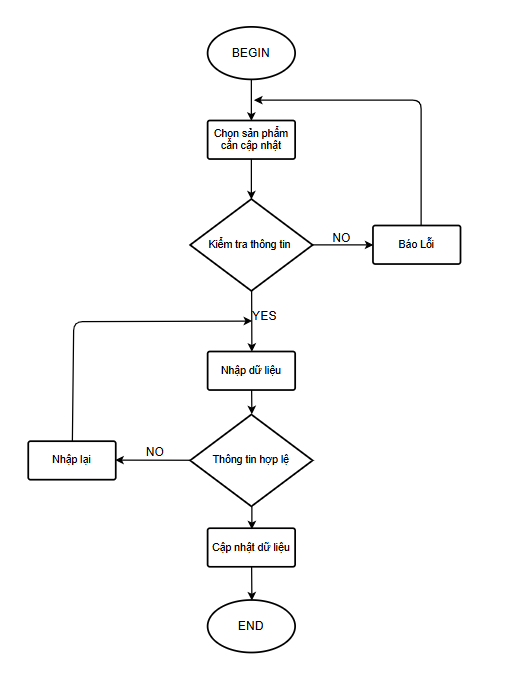 BEGIN
Chọn sản phẩm
cần cập nhật
Kiểm tra thông tin
NO
Báo Lỗi
YES
Nhập dữ liệu
Thông tin hợp lệ
NO
Nhập lại
Cập nhật dữ liệu
END